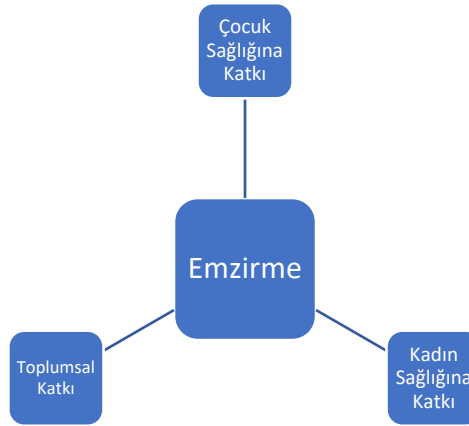 Çocuk
Sağlığına
Katkı
Emzirme
Toplumsal
Katkı
Kadın
Sağlığına
Katkı